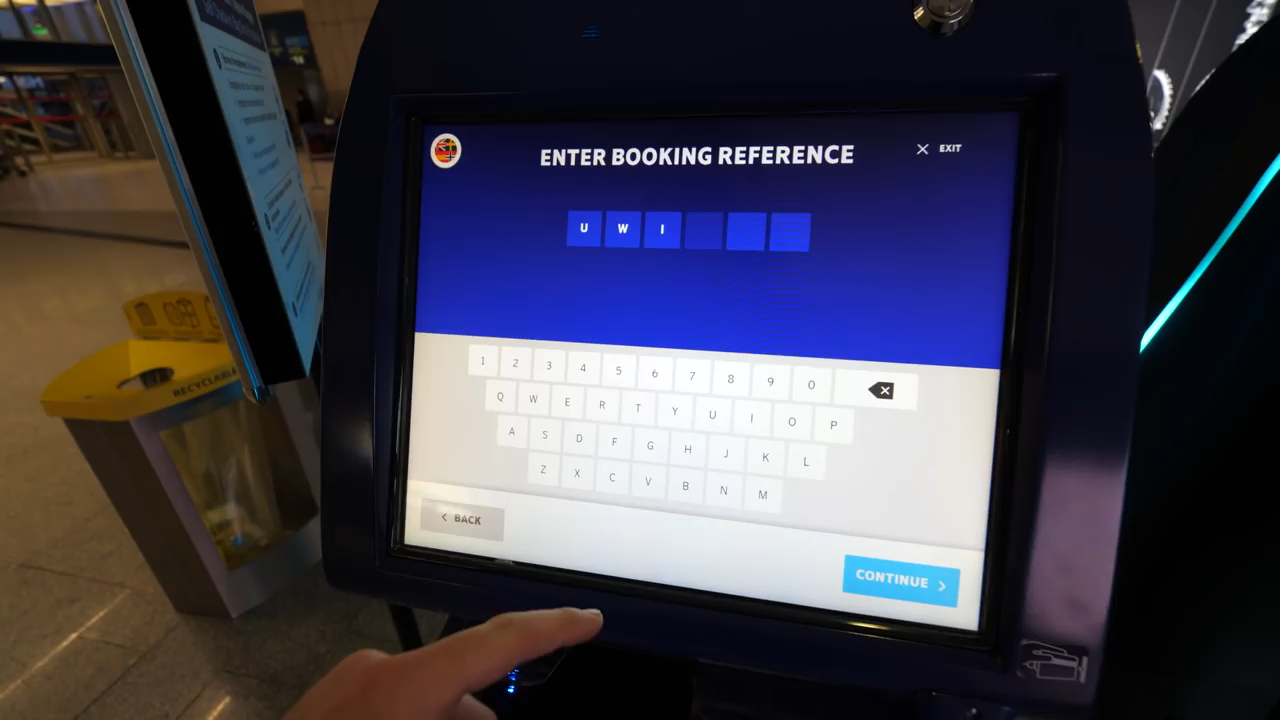 ENTER BOOKING REFERENCE
EXIT
U W I
1 2 3 4 5 6 7 8 9 0
Q W E R T Y U I O P
A S D F G H J K L
Z X C V B N M
BACK
CONTINUE
RECYCLABLE